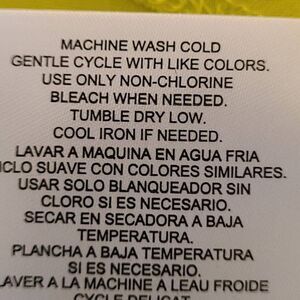 MACHINE WASH COLD
GENTLE CYCLE WITH LIKE COLORS.
USE ONLY NON-CHLORINE
BLEACH WHEN NEEDED.
TUMBLE DRY LOW.
COOL IRON IF NEEDED.
LAVAR A MAQUINA EN AGUA FRIA
ICLO SUAVE CON COLORES SIMILARES.
USAR SOLO BLANQUEADOR SIN
CLORO SI ES NECESARIO.
SECAR EN SECADORA A BAJA
TEMPERATURA.
PLANCHA A BAJA TEMPERATURA
SI ES NECESARIO.
LAVER A LA MACHINE A LEAU FROIDE
CYCLE DELICAT